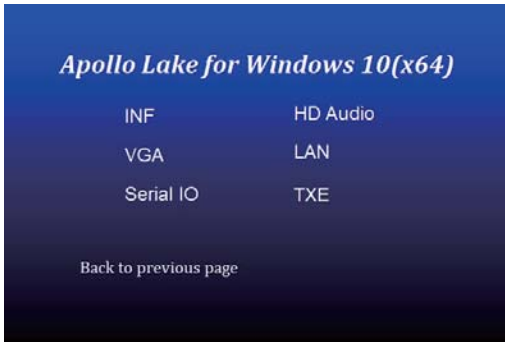 Apollo Lake for Windows 10(x64)
INF
HD Audio
VGA
LAN
Serial IO
TXE
Back to previous page